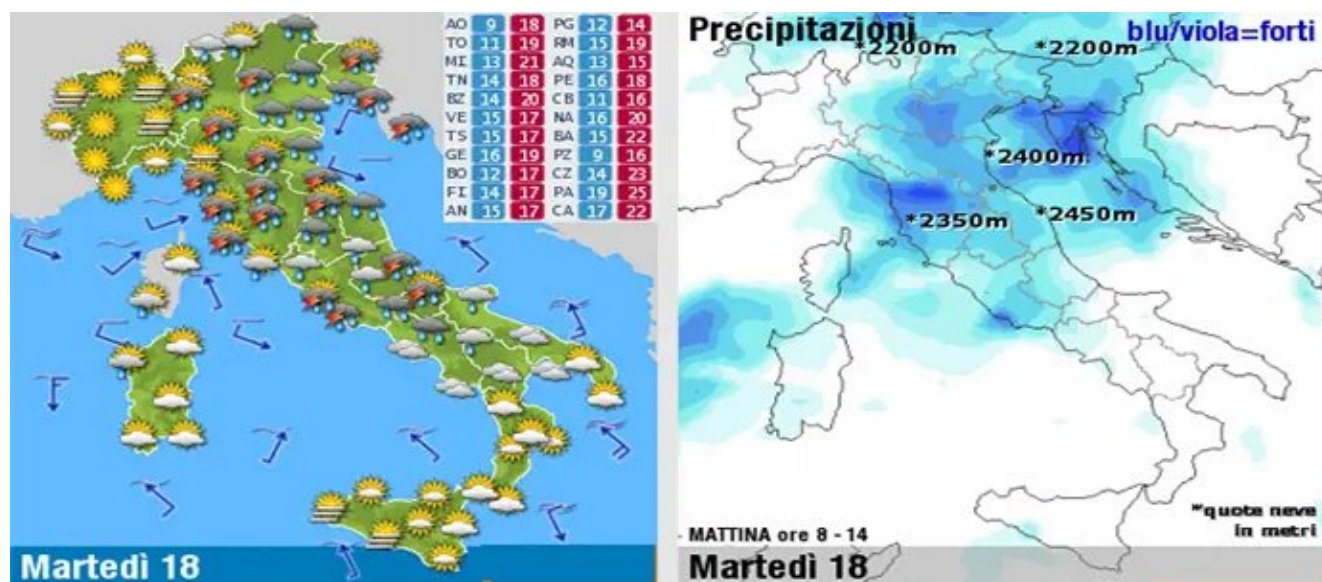 AO 9 18 PG 12 14
TO 11 19 RM 15 19
MI 13 21 AQ 13 15
TN 14 18 PE 16 18
BZ 14 20 CB 11 16
VE 15 17 NA 16 20
TS 15 17 BA 15 22
GE 16 19 PZ 9 16
BO 12 17 CZ 14 23
FI 14 17 PA 19 25
AN 15 17 CA 17 22
Martedì 18
Precipitazioni blu/viola=forti
*2200m *2200m
*2400m
*2350m *2450m
*quote neve
in metri
MATTINA ore 8 - 14
Martedì 18